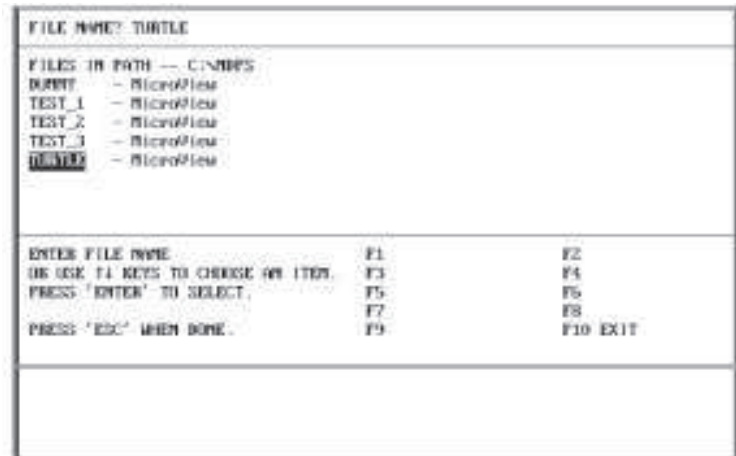 FILE NAME? TURTLE
FILES IN PATH -- C:\MDFS
DUMMY - MicroView
TEST_1 - MicroView
TEST_2 - MicroView
TEST_3 - MicroView
TURTLE - MicroView
ENTER FILE NAME F1 F2
OR USE ↑↓ KEYS TO CHOOSE AN ITEM. F3 F4
PRESS 'ENTER' TO SELECT. F5 F6
F7 F8
PRESS 'ESC' WHEN DONE. F9 F10 EXIT